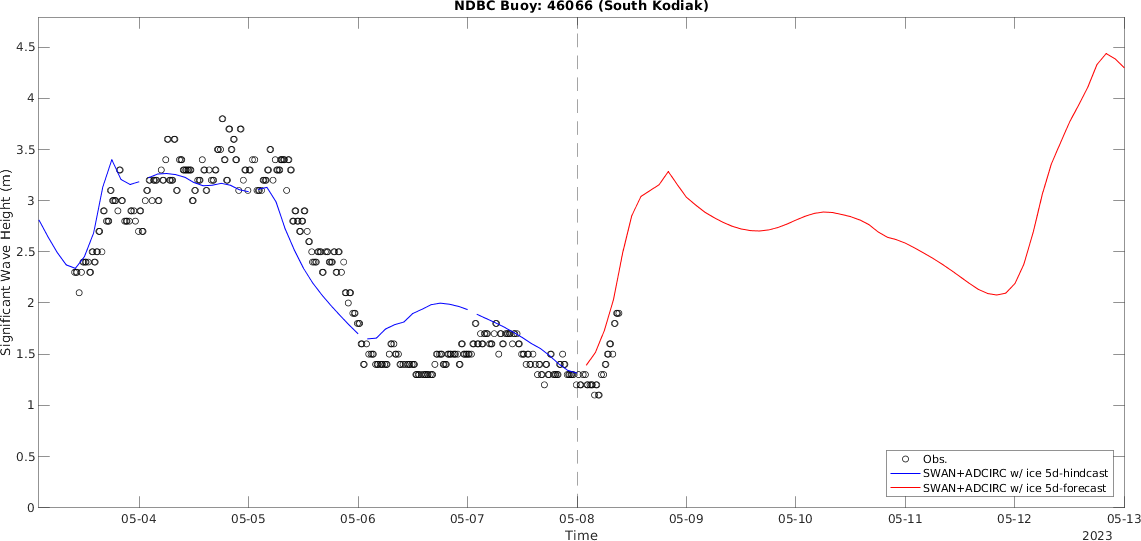 NDBC Buoy: 46066 (South Kodiak)
Significant Wave Height (m)
4.5
4
3.5
3
2.5
2
1.5
1
0.5
0
05-04 05-05 05-06 05-07 05-08 05-09 05-10 05-11 05-12 05-13
Time
2023
Obs.
SWAN+ADCIRC w/ ice 5d-hindcast
SWAN+ADCIRC w/ ice 5d-forecast